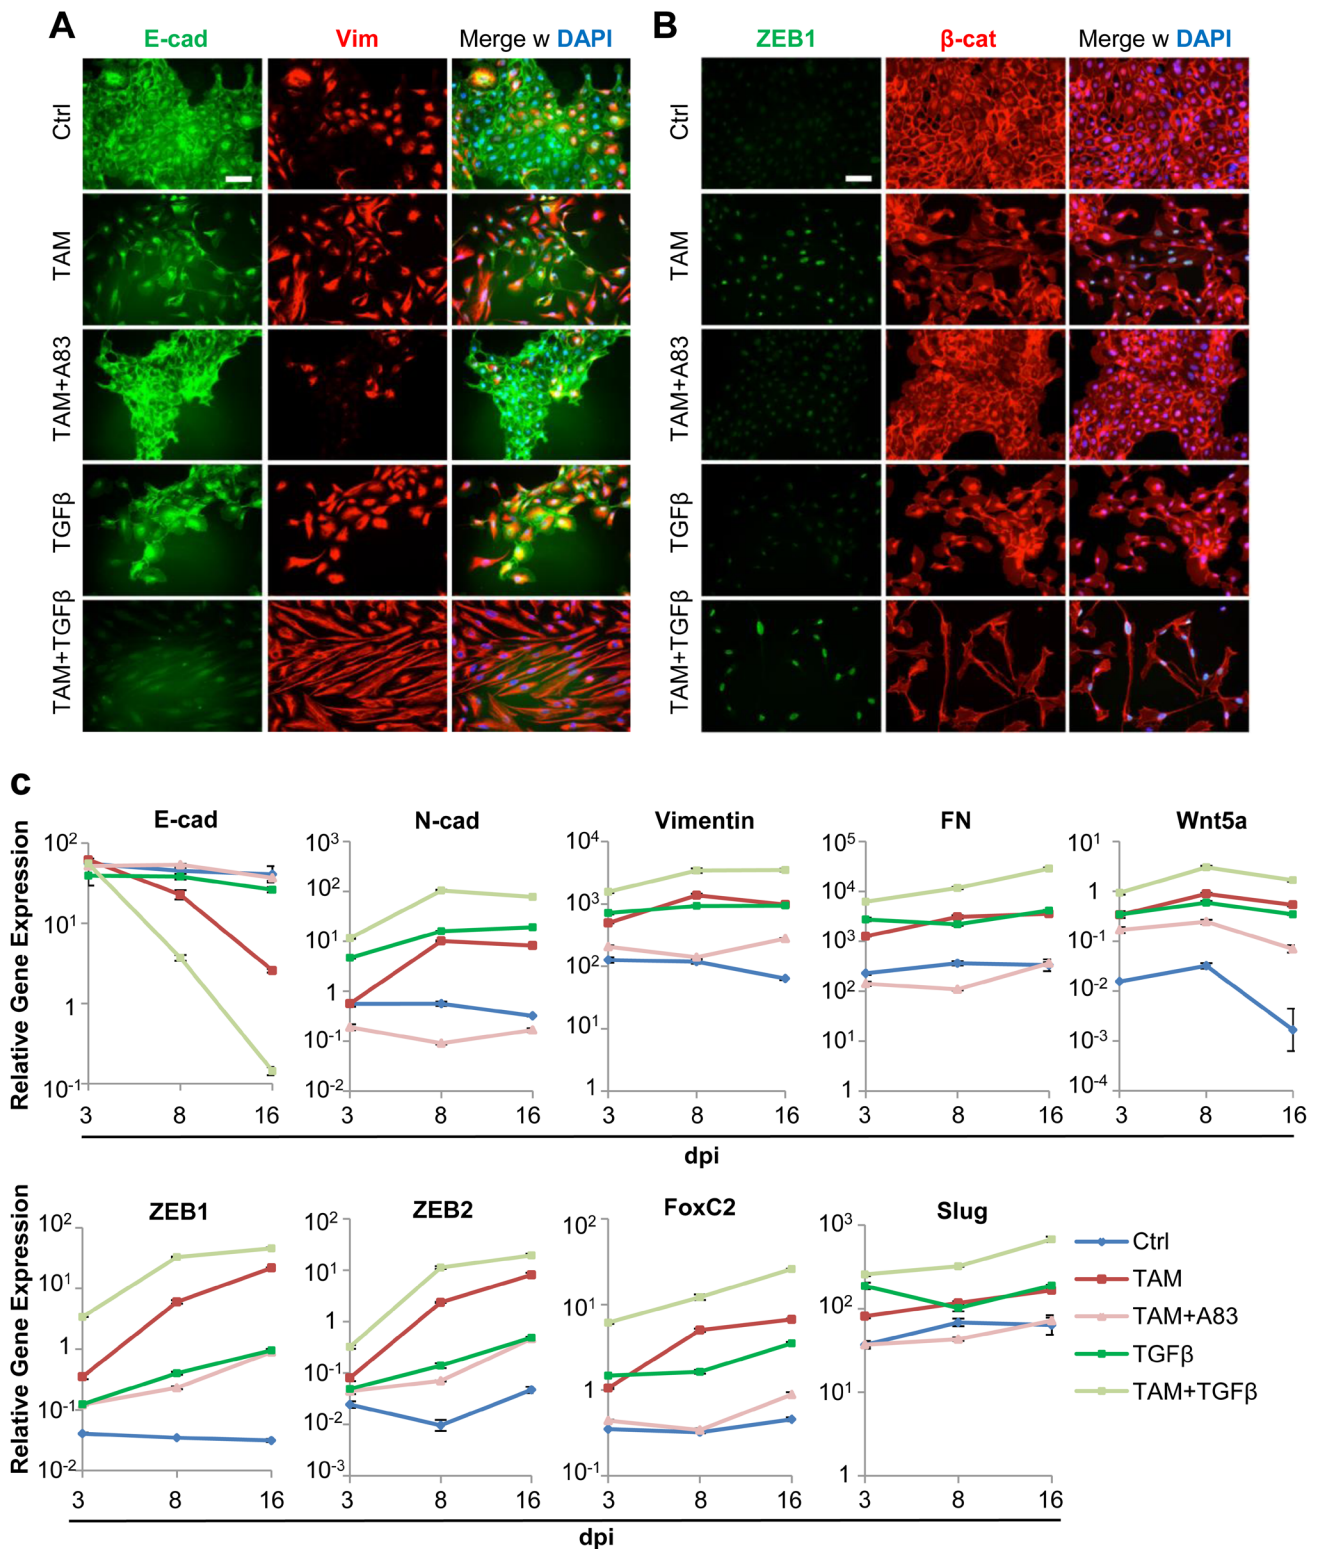 A
B
E-cad Vim Merge w DAPI
ZEB1 β-cat Merge w DAPI
Ctrl
TAM
TAM+A83
TGFβ
TAM+TGFβ
Ctrl
TAM
TAM+A83
TGFβ
TAM+TGFβ
C
Relative Gene Expression
E-cad
10²
10
1
10⁻¹
3 8 16
N-cad
10³
10²
10
1
10⁻¹
10⁻²
3 8 16
Vimentin
10⁴
10³
10²
10¹
1
3 8 16
FN
10⁵
10⁴
10³
10²
10¹
1
3 8 16
Wnt5a
10¹
1
10⁻¹
10⁻²
10⁻³
10⁻⁴
3 8 16
dpi
Relative Gene Expression
ZEB1
10²
10¹
1
10⁻¹
10⁻²
3 8 16
ZEB2
10²
10¹
1
10⁻¹
10⁻²
10⁻³
3 8 16
FoxC2
10²
10¹
1
10⁻¹
3 8 16
Slug
10³
10²
10¹
1
3 8 16
dpi
Ctrl
TAM
TAM+A83
TGFβ
TAM+TGFβ